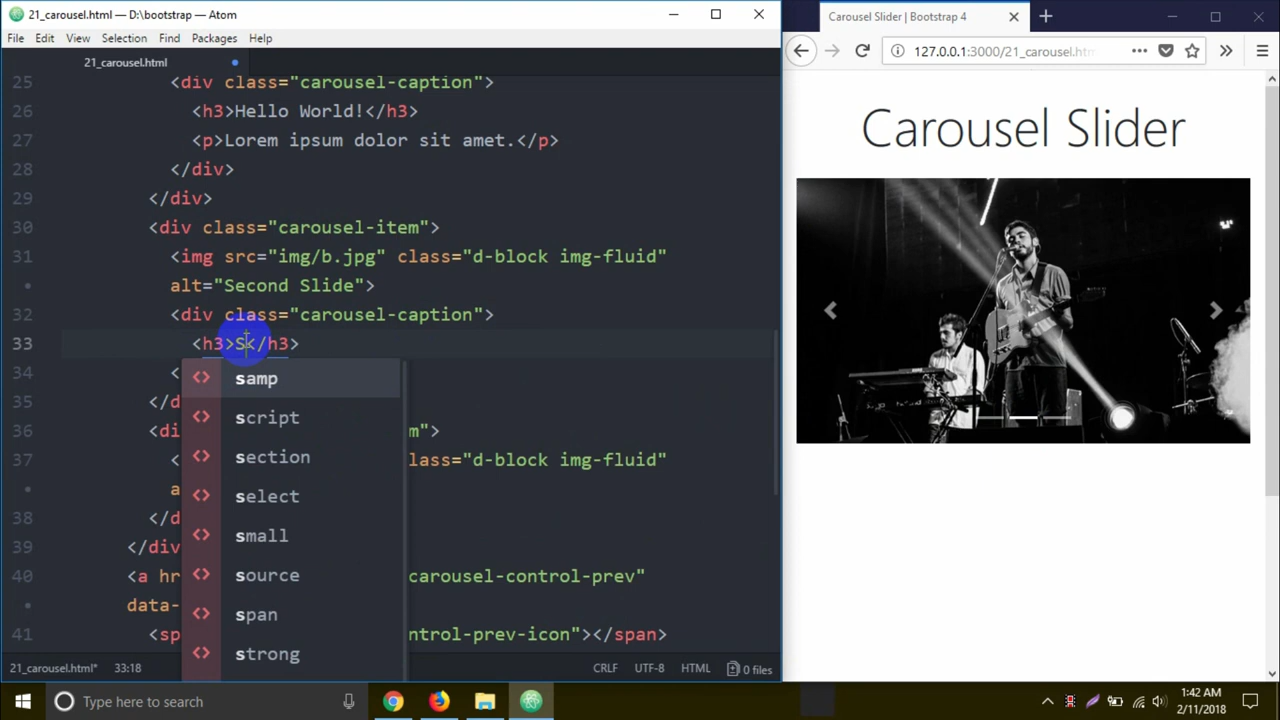 21_carousel.html — D:\bootstrap — Atom
File Edit View Selection Find Packages Help
21_carousel.html
25 <div class="carousel-caption">
26 <h3>Hello World!</h3>
27 <p>Lorem ipsum dolor sit amet.</p>
28 </div>
29 </div>
30 <div class="carousel-item">
31 <img src="img/b.jpg" class="d-block img-fluid"
• alt="Second Slide">
32 <div class="carousel-caption">
33 <h3>S</h3>
34 <
35 </d
36 <di m">
37 < lass="d-block img-fluid"
• a
38 </d
39 </div
40 <a hr carousel-control-prev"
• data-
41 <sp ntrol-prev-icon"></span>
samp
script
section
select
small
source
span
strong
21_carousel.html* 33:18 CRLF UTF-8 HTML 0 files
Carousel Slider | Bootstrap 4
127.0.0.1:3000/21_carousel.htm
Carousel Slider
Type here to search
1:42 AM
2/11/2018